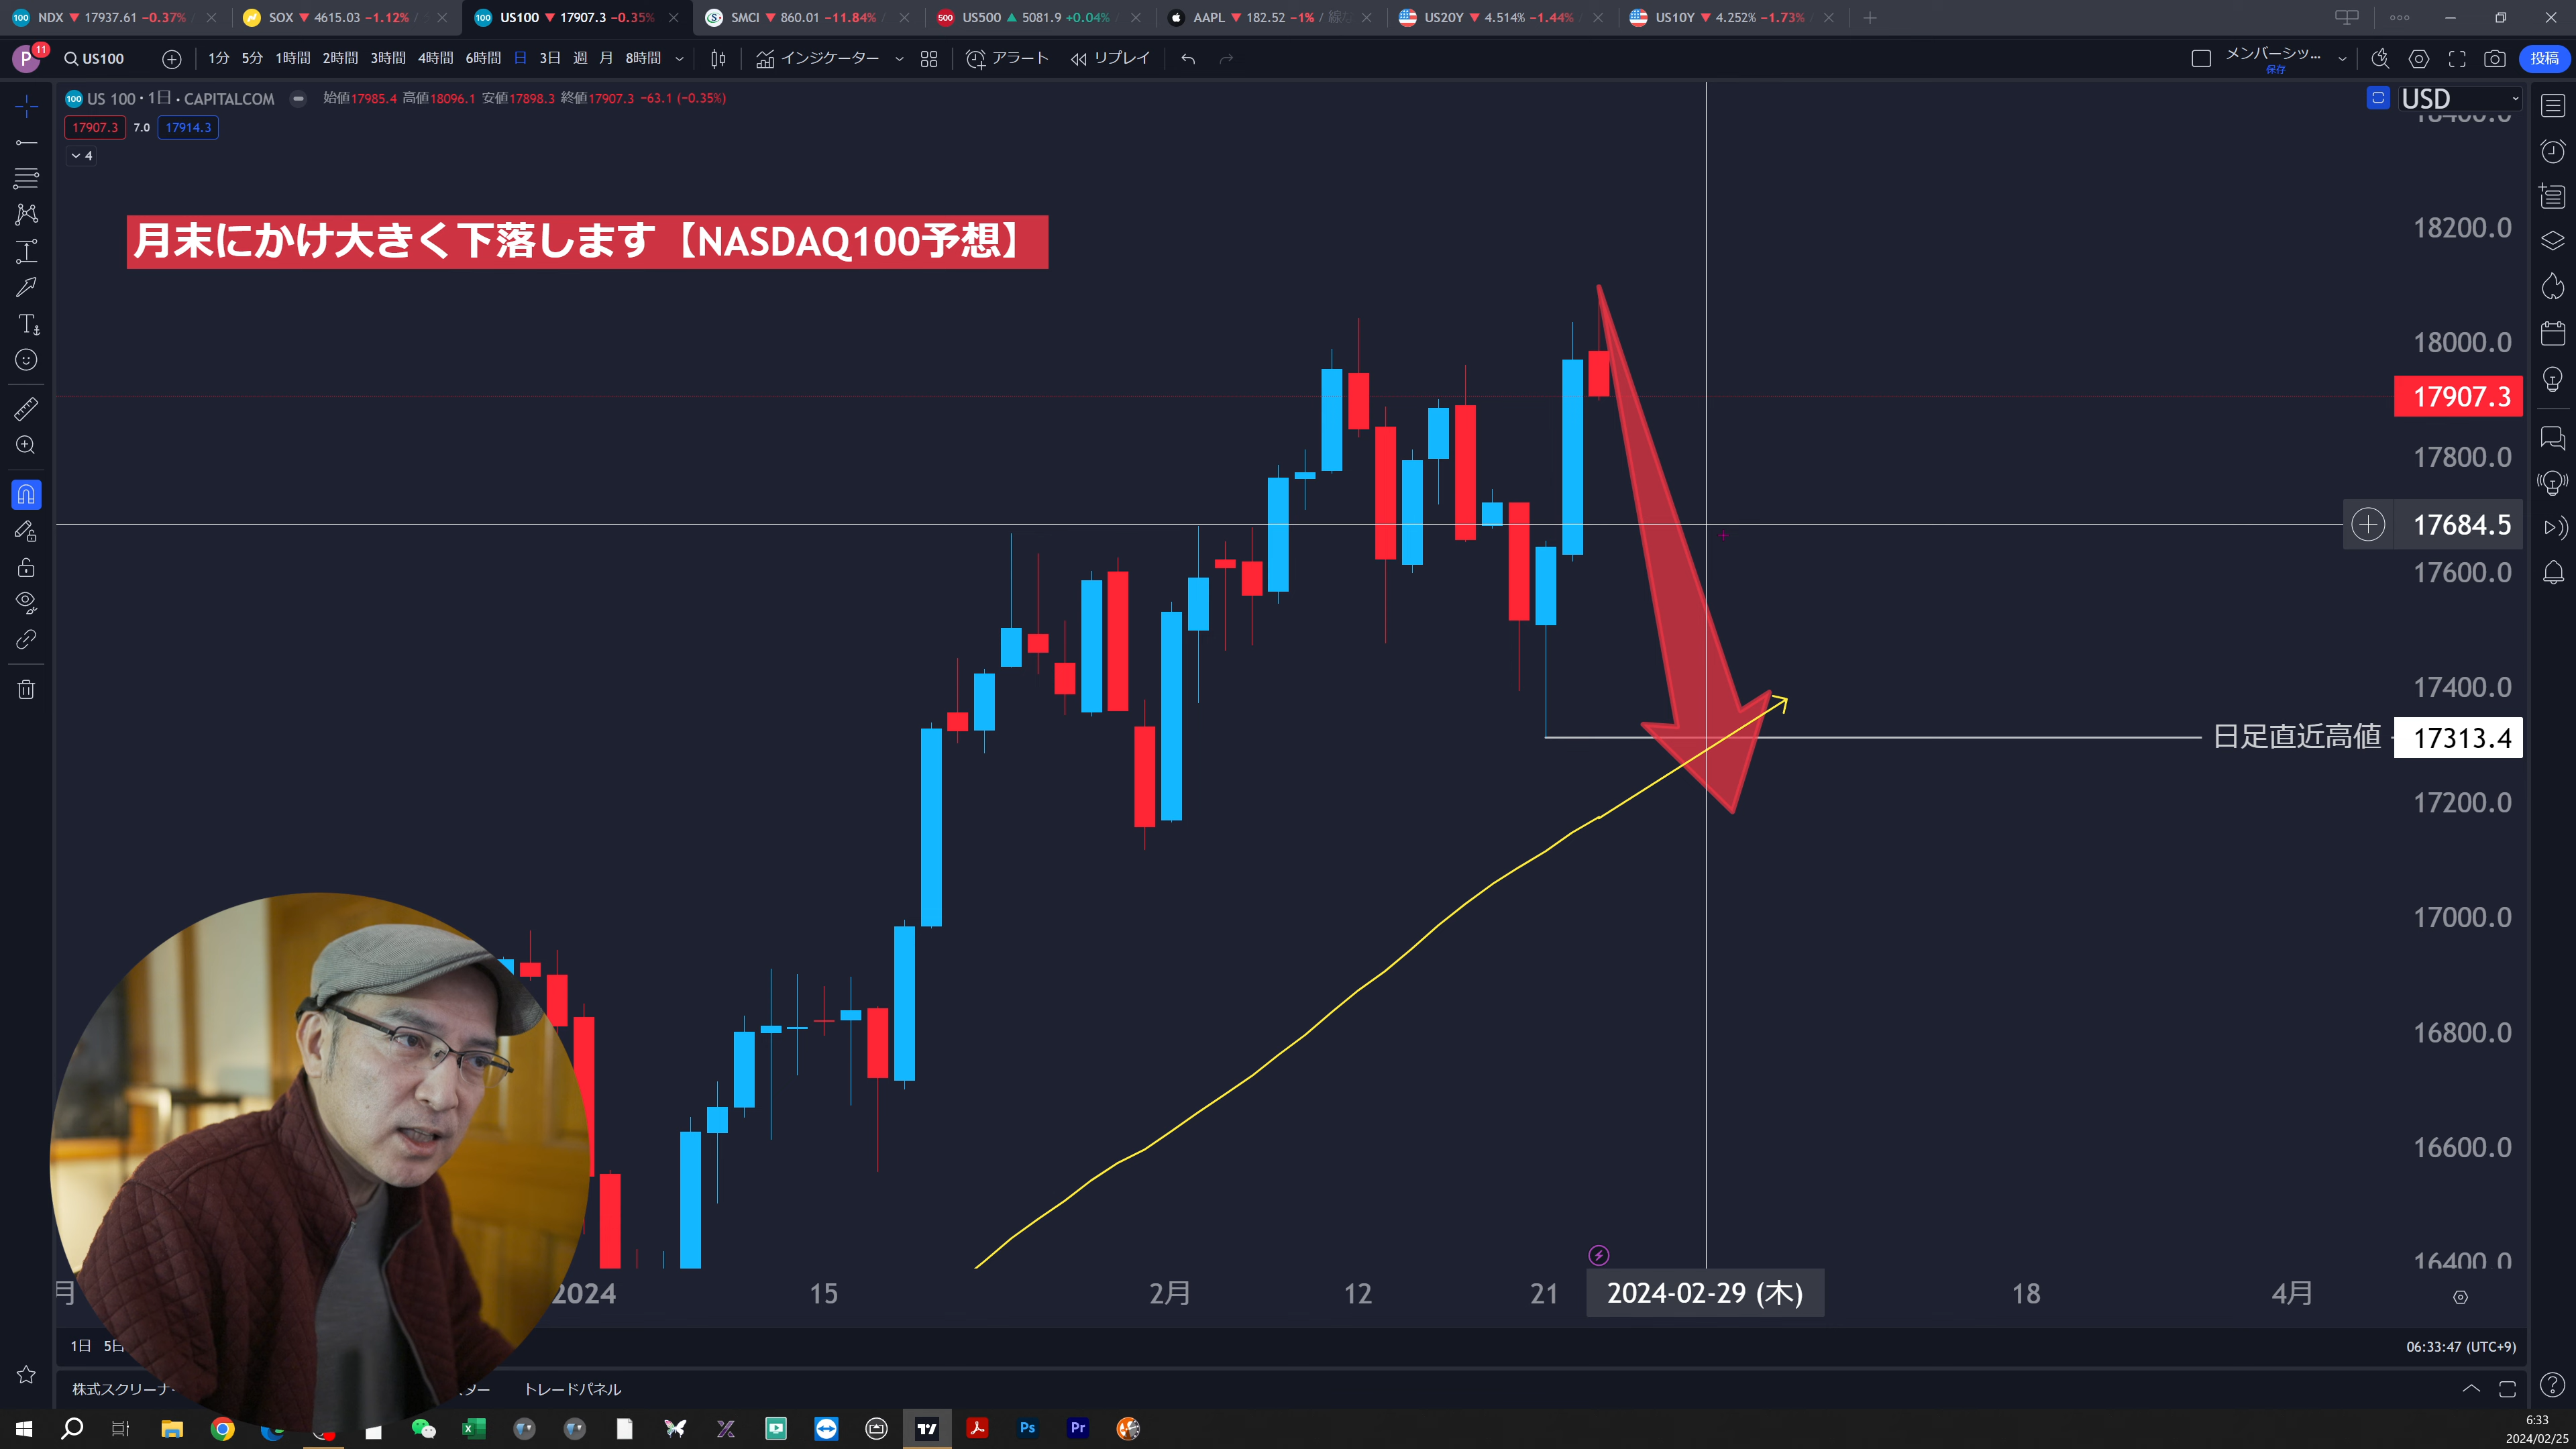 NDX ▼ 17937.61 −0.37% /
SOX ▼ 4615.03 −1.12% /
US100 ▼ 17907.3 −0.35%
SMCI ▼ 860.01 −11.84% /
US500 ▲ 5081.9 +0.04% /
AAPL ▼ 182.52 −1% /
US20Y ▼ 4.514% −1.44% /
US10Y ▼ 4.252% −1.73% /
P 11 US100 1分 5分 1時間 2時間 3時間 4時間 6時間 日 3日 週 月 8時間 インジケーター アラート リプレイ メンバーシッ... 保存 投稿
US 100・1日・CAPITALCOM 始値17985.4 高値18096.1 安値17898.3 終値17907.3 −63.1 (−0.35%)
USD
17907.3 7.0 17914.3
4
月末にかけ大きく下落します【NASDAQ100予想】
18200.0
18000.0
17907.3
17800.0
17684.5
17600.0
17400.0
日足直近高値 17313.4
17200.0
17000.0
16800.0
16600.0
16400.0
月 2024 15 2月 12 21 2024-02-29 (木) 18 4月
1日 5日
06:33:47 (UTC+9)
株式スクリーナー
トレードパネル
Ps Pr
6:33
2024/02/25